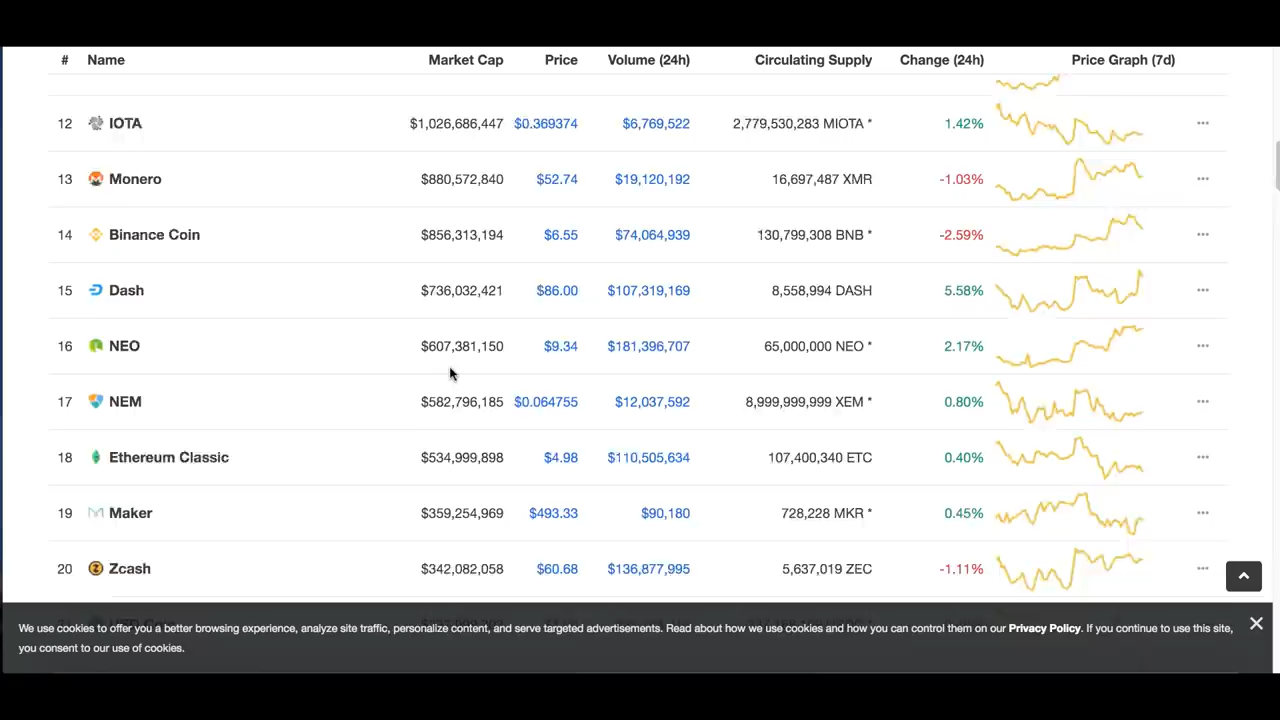 # Name Market Cap Price Volume (24h) Circulating Supply Change (24h) Price Graph (7d)
12 IOTA $1,026,686,447 $0.369374 $6,769,522 2,779,530,283 MIOTA * 1.42% ...
13 Monero $880,572,840 $52.74 $19,120,192 16,697,487 XMR -1.03% ...
14 Binance Coin $856,313,194 $6.55 $74,064,939 130,799,308 BNB * -2.59% ...
15 Dash $736,032,421 $86.00 $107,319,169 8,558,994 DASH 5.58% ...
16 NEO $607,381,150 $9.34 $181,396,707 65,000,000 NEO * 2.17% ...
17 NEM $582,796,185 $0.064755 $12,037,592 8,999,999,999 XEM * 0.80% ...
18 Ethereum Classic $534,999,898 $4.98 $110,505,634 107,400,340 ETC 0.40% ...
19 Maker $359,254,969 $493.33 $90,180 728,228 MKR * 0.45% ...
20 Zcash $342,082,058 $60.68 $136,877,995 5,637,019 ZEC -1.11% ...
We use cookies to offer you a better browsing experience, analyze site traffic, personalize content, and serve targeted advertisements. Read about how we use cookies and how you can control them on our Privacy Policy. If you continue to use this site,
you consent to our use of cookies.